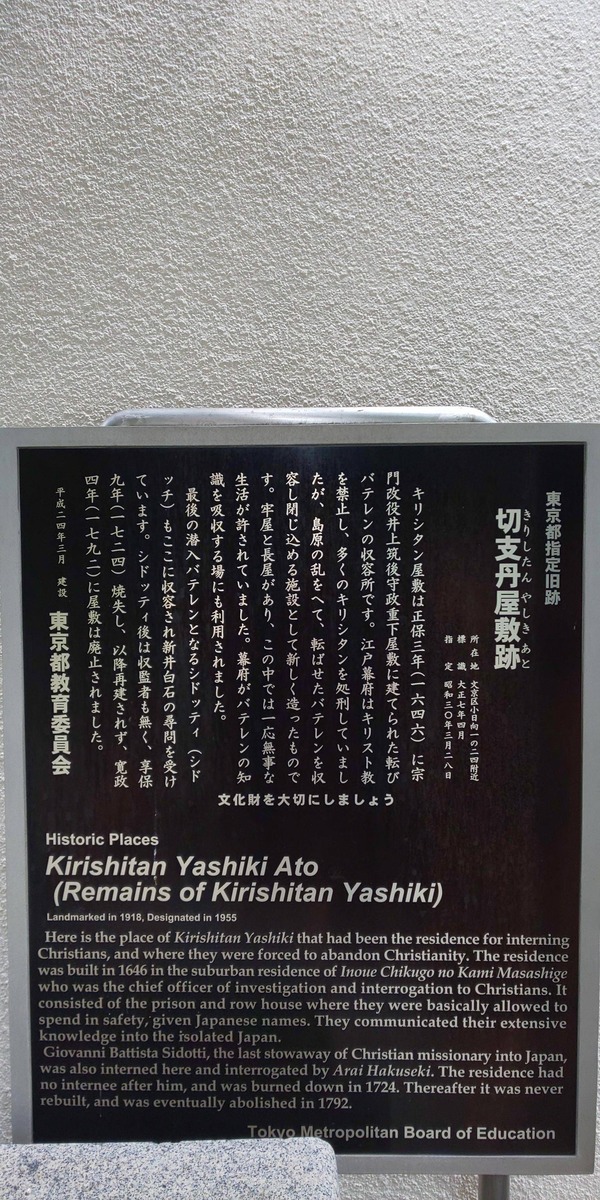 東京都指定旧跡
きりしたん やしき あと
切支丹屋敷跡
所在地 文京区小日向一の二四附近
標識 大正七年四月
指定 昭和三〇年三月二八日
キリシタン屋敷は正保三年(一六四六)に宗
門改役井上筑後守政重下屋敷に建てられた転び
バテレンの収容所です。江戸幕府はキリスト教
を禁止し、多くのキリシタンを処刑していまし
たが、島原の乱をへて、転ばせたバテレンを収
容し閉じ込める施設として新しく造ったもので
す。牢屋と長屋があり、この中では一応無事な
生活が許されていました。幕府がバテレンの知
識を吸収する場にも利用されました。
最後の潜入バテレンとなるシドッテ(シド
ッチ)もここに収容され新井白石の尋問を受け
ています。シドッティ後は収監者も無く、享保
九年(一七二四)焼失し、以降再建されず、寛政
四年(一七九二)に屋敷は廃止されました。
平成二四年三月 建設
東京都教育委員会
文化財を大切にしましょう
Historic Places
Kirishitan Yashiki Ato
(Remains of Kirishitan Yashiki)
Landmarked in 1918, Designated in 1955
Here is the place of Kirishitan Yashiki that had been the residence for interning
Christians, and where they were forced to abandon Christianity. The residence
was built in 1646 in the suburban residence of Inoue Chikugo no Kami Masashige
who was the chief officer of investigation and interrogation to Christians. It
consisted of the prison and row house where they were basically allowed to
spend in safety, given Japanese names. They communicated their extensive
knowledge into the isolated Japan.
Giovanni Battista Sidotti, the last stowaway of Christian missionary into Japan,
was also interned here and interrogated by Arai Hakuseki. The residence had
no internee after him, and was burned down in 1724. Thereafter it was never
rebuilt, and was eventually abolished in 1792.
Tokyo Metropolitan Board of Education